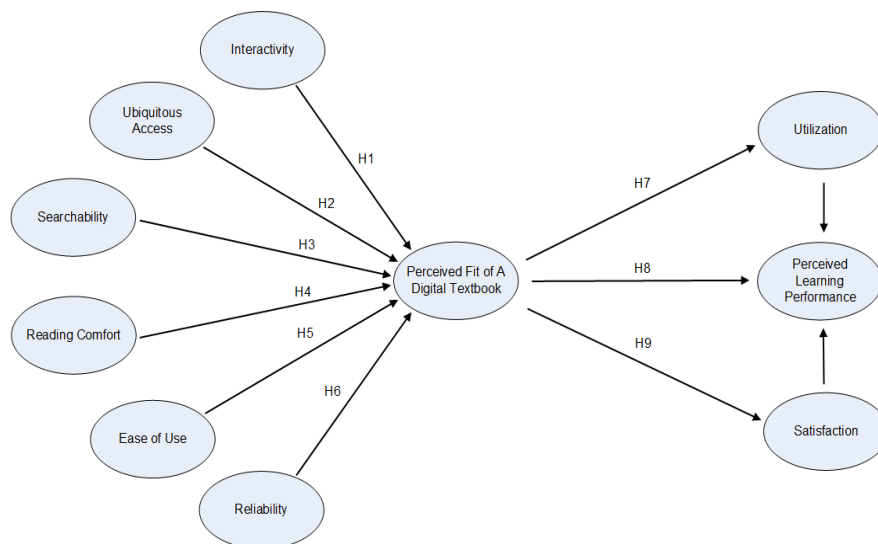 Interactivity
Ubiquitous
Access
H1
Utilization
H7
H2
Searchability
H3
Perceived Fit of A
Digital Textbook
H8
Perceived
Learning
Performance
H4
Reading Comfort
H5
H9
H6
Ease of Use
Satisfaction
Reliability